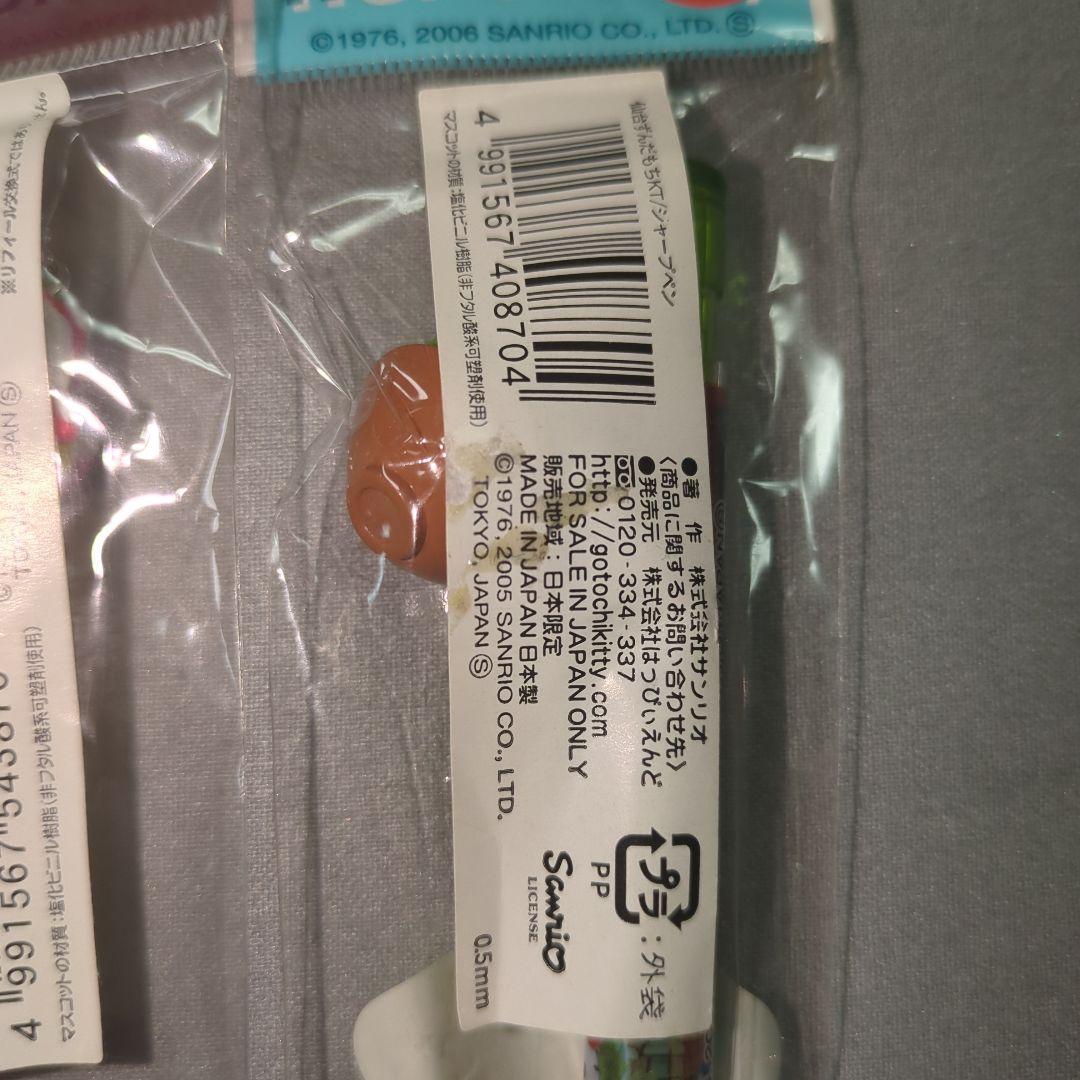 ©1976, 2006 SANRIO CO., LTD. Ⓢ
仙台ずんだもちKT/シャープペン
4 991567 408704
マスコットの材質:塩化ビニル樹脂(非フタル酸系可塑剤使用)
●著 作 株式会社サンリオ
〈商品に関するお問い合わせ先〉
●発売元 株式会社はっぴぃえんど
0120-334-337
http://gotochikitty.com
FOR SALE IN JAPAN ONLY
販売地域:日本限定
MADE IN JAPAN 日本製
©1976, 2005 SANRIO CO., LTD.
TOKYO, JAPAN Ⓢ
プラ
:外袋
PP
Sanrio
LICENSE
0.5mm
※リフィール交換式ではありません。
JAPAN Ⓢ
4 991567 543870
マスコットの材質:塩化ビニル樹脂(非フタル酸系可塑剤使用)